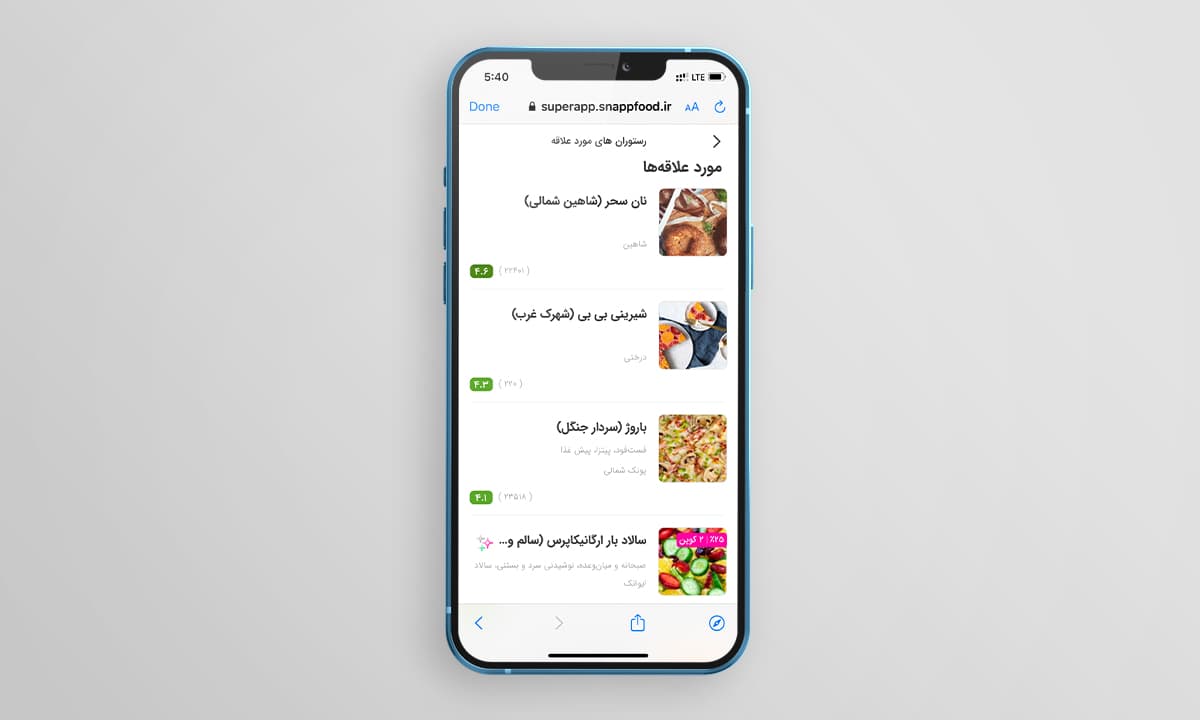 5:40
LTE
Done
superapp.snappfood.ir
AA
رستوران های مورد علاقه
مورد علاقه‌ها
نان سحر (شاهین شمالی)
شاهین
۴.۶ ( ۲۲۴۰۱ )
شیرینی بی بی (شهرک غرب)
درختی
۴.۳ ( ۲۲۰ )
باروژ (سردار جنگل)
فست‌فود، پیتزا، پیش غذا
پونک شمالی
۴.۱ ( ۲۳۵۱۸ )
٪۲۵ | ۲ کوپن
سالاد بار ارگانیکاپرس (سالم و...
صبحانه و میان‌وعده، نوشیدنی سرد و بستنی، سالاد
ایوانک